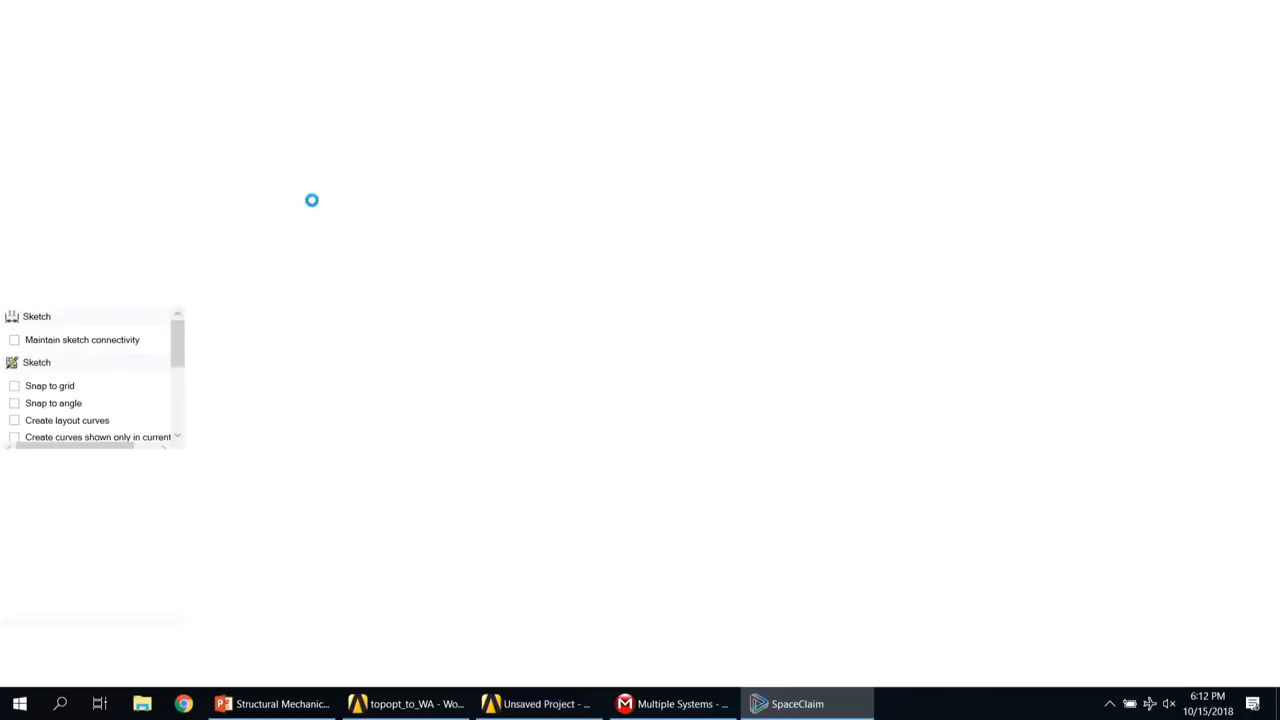 Sketch
Maintain sketch connectivity
Sketch
Snap to grid
Snap to angle
Create layout curves
Create curves shown only in current
Structural Mechanic...
topopt_to_WA - Wo...
Unsaved Project - ...
Multiple Systems - ...
SpaceClaim
6:12 PM
10/15/2018